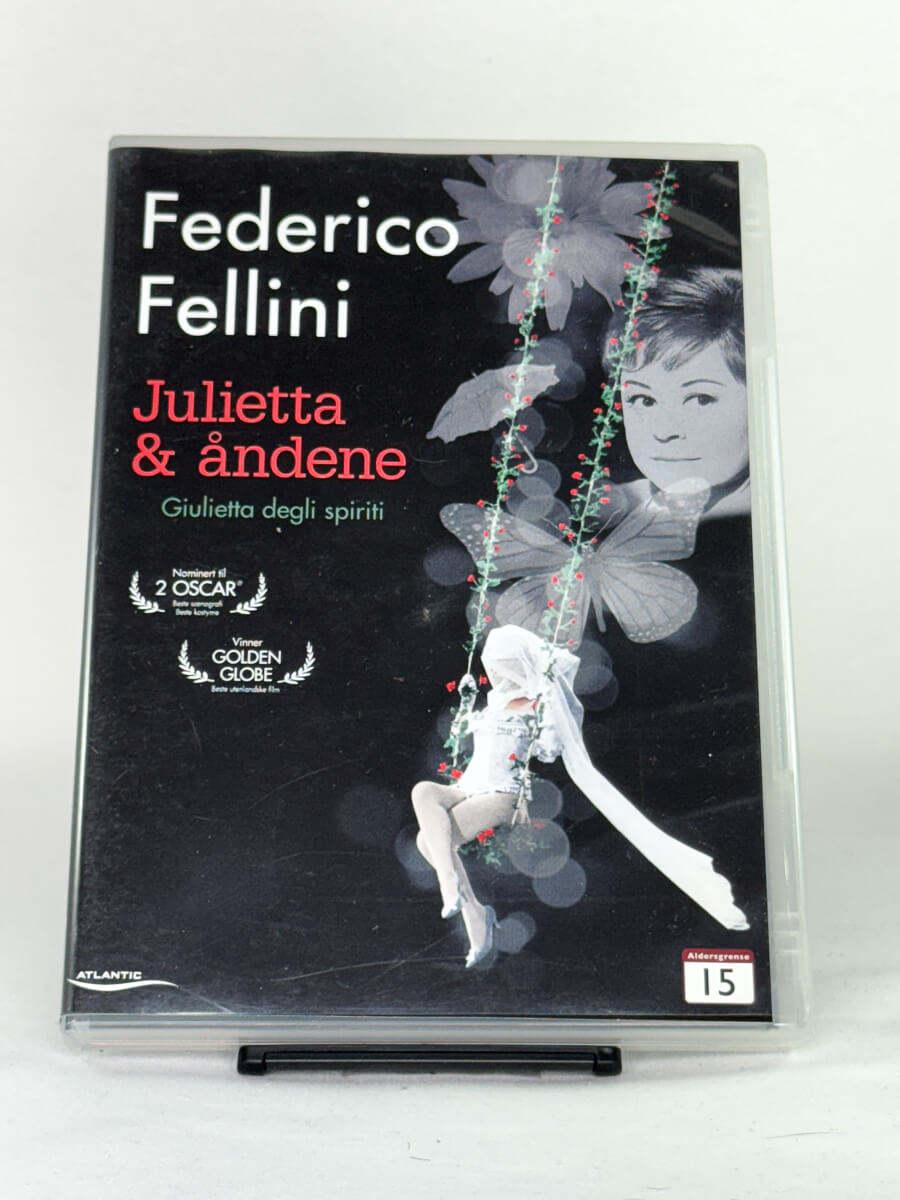 Federico
Fellini
Julietta
& åndene
Giulietta degli spiriti
Nominert til
2 OSCAR®
Beste scenografi
Beste kostyme
Vinner
GOLDEN
GLOBE
Beste utenlandske film
ATLANTIC
Aldersgrense
15